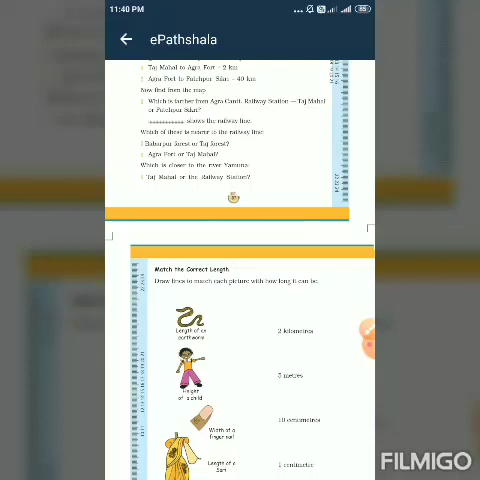 11:40 PM
85
ePathshala
Taj Mahal to Agra Fort - 2 km
Agra Fort to Fatehpur Sikri - 40 km
Now find from the map
Which is farther from Agra Cantt. Railway Station — Taj Mahal
or Fatehpur Sikri?
shows the railway line.
Which of these is nearer to the railway line:
Babarpur forest or Taj forest?
Agra Fort or Taj Mahal?
Which is closer to the river Yamuna:
Taj Mahal or the Railway Station?
Match the Correct Length
Draw lines to match each picture with how long it can be.
Length of an
earthworm
2 kilometres
Height
of a child
5 metres
Width of a
finger nail
10 centimetres
Length of a
Sari
1 centimetre
FILMIGO